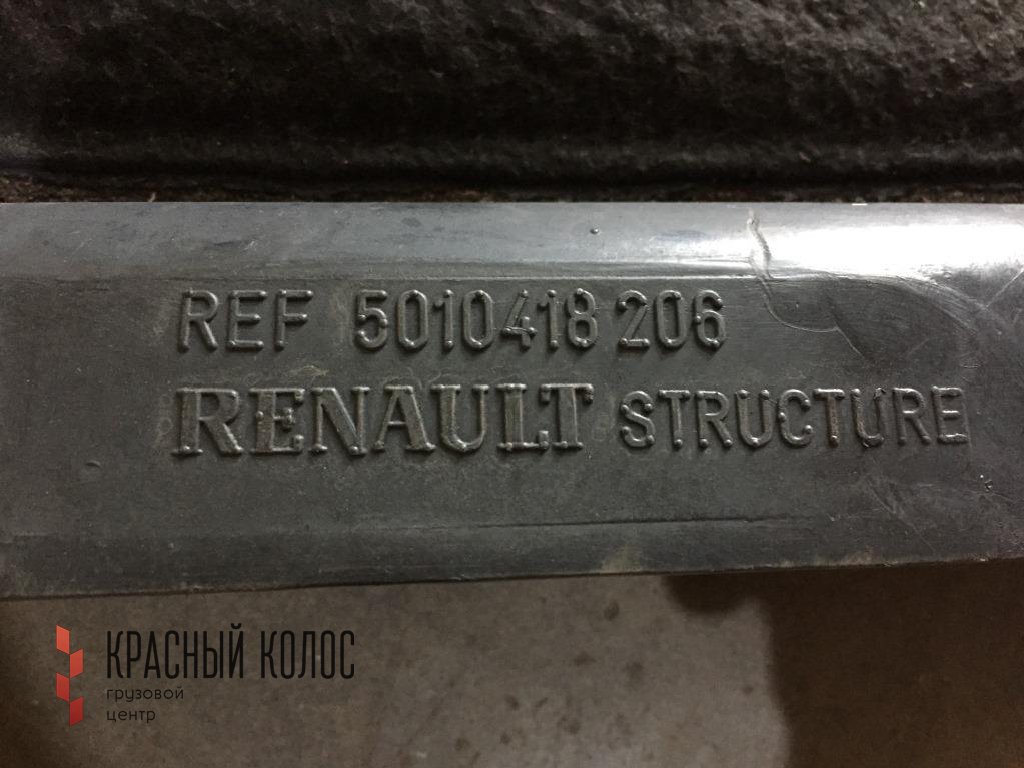 REF 5010418 206
RENAULT STRUCTURE
КРАСНЫЙ КОЛОС
грузовой
центр